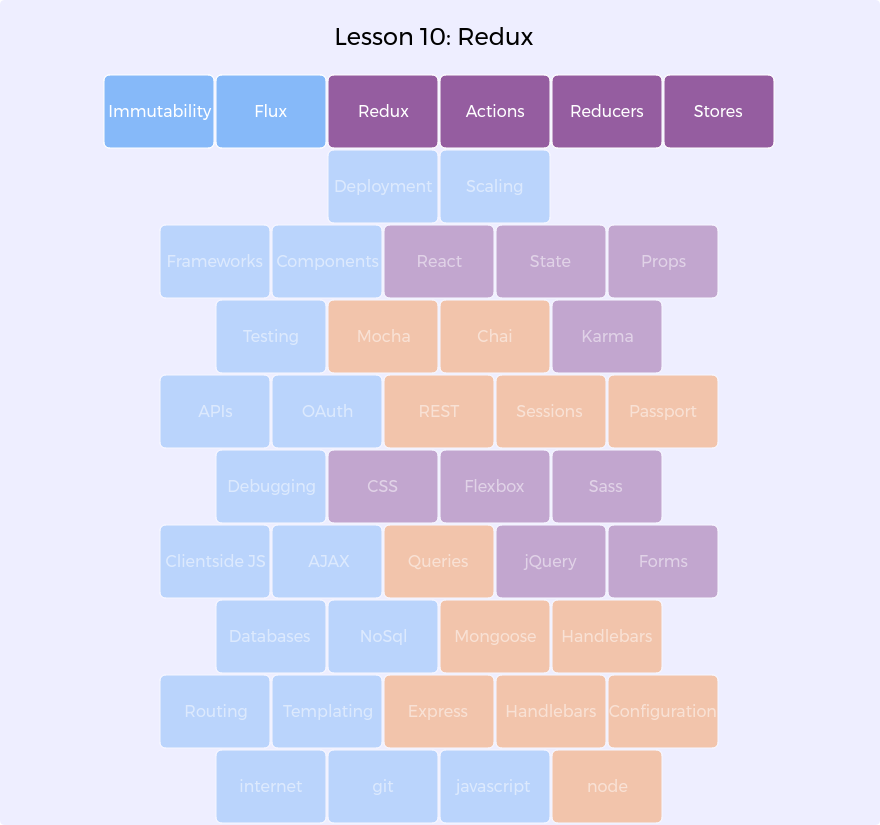 Lesson 10: Redux
Immutability Flux Redux Actions Reducers Stores
Deployment Scaling
Frameworks Components React State Props
Testing Mocha Chai Karma
APIs OAuth REST Sessions Passport
Debugging CSS Flexbox Sass
Clientside JS AJAX Queries jQuery Forms
Databases NoSql Mongoose Handlebars
Routing Templating Express Handlebars Configuration
internet git javascript node